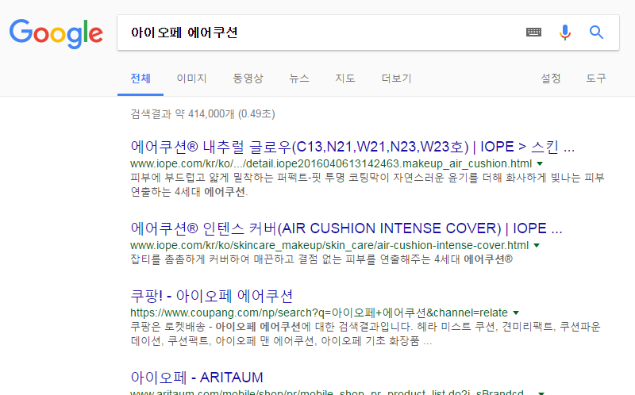 Google
아이오페 에어쿠션
전체 이미지 동영상 뉴스 지도 더보기 설정 도구
검색결과 약 414,000개 (0.49초)
에어쿠션® 내추럴 글로우(C13,N21,W21,N23,W23호) | IOPE > 스킨 ...
www.iope.com/kr/ko/.../detail.iope20160406131424​63.makeup_air_cushion.html
피부에 부드럽고 얇게 밀착하는 퍼펙트-핏 투명 코팅막이 자연스러운 윤기를 더해 화사하게 빛나는 피부
연출하는 4세대 에어쿠션.
에어쿠션® 인텐스 커버(AIR CUSHION INTENSE COVER) | IOPE ...
www.iope.com/kr/ko/skincare_makeup/skin_care/air-cushion-intense-cover.html
잡티를 촘촘하게 커버하여 매끈하고 결점 없는 피부를 연출해주는 4세대 에어쿠션®
쿠팡! - 아이오페 에어쿠션
https://www.coupang.com/np/search?q=아이오페+에어쿠션&channel=relate
쿠팡은 로켓배송 - 아이오페 에어쿠션에 대한 검색결과입니다. 헤라 미스트 쿠션, 견미리팩트, 쿠션파운
데이션, 쿠션팩트, 아이오페 맨 에어쿠션, 아이오페 기초 화장품 ...
아이오페 - ARITAUM